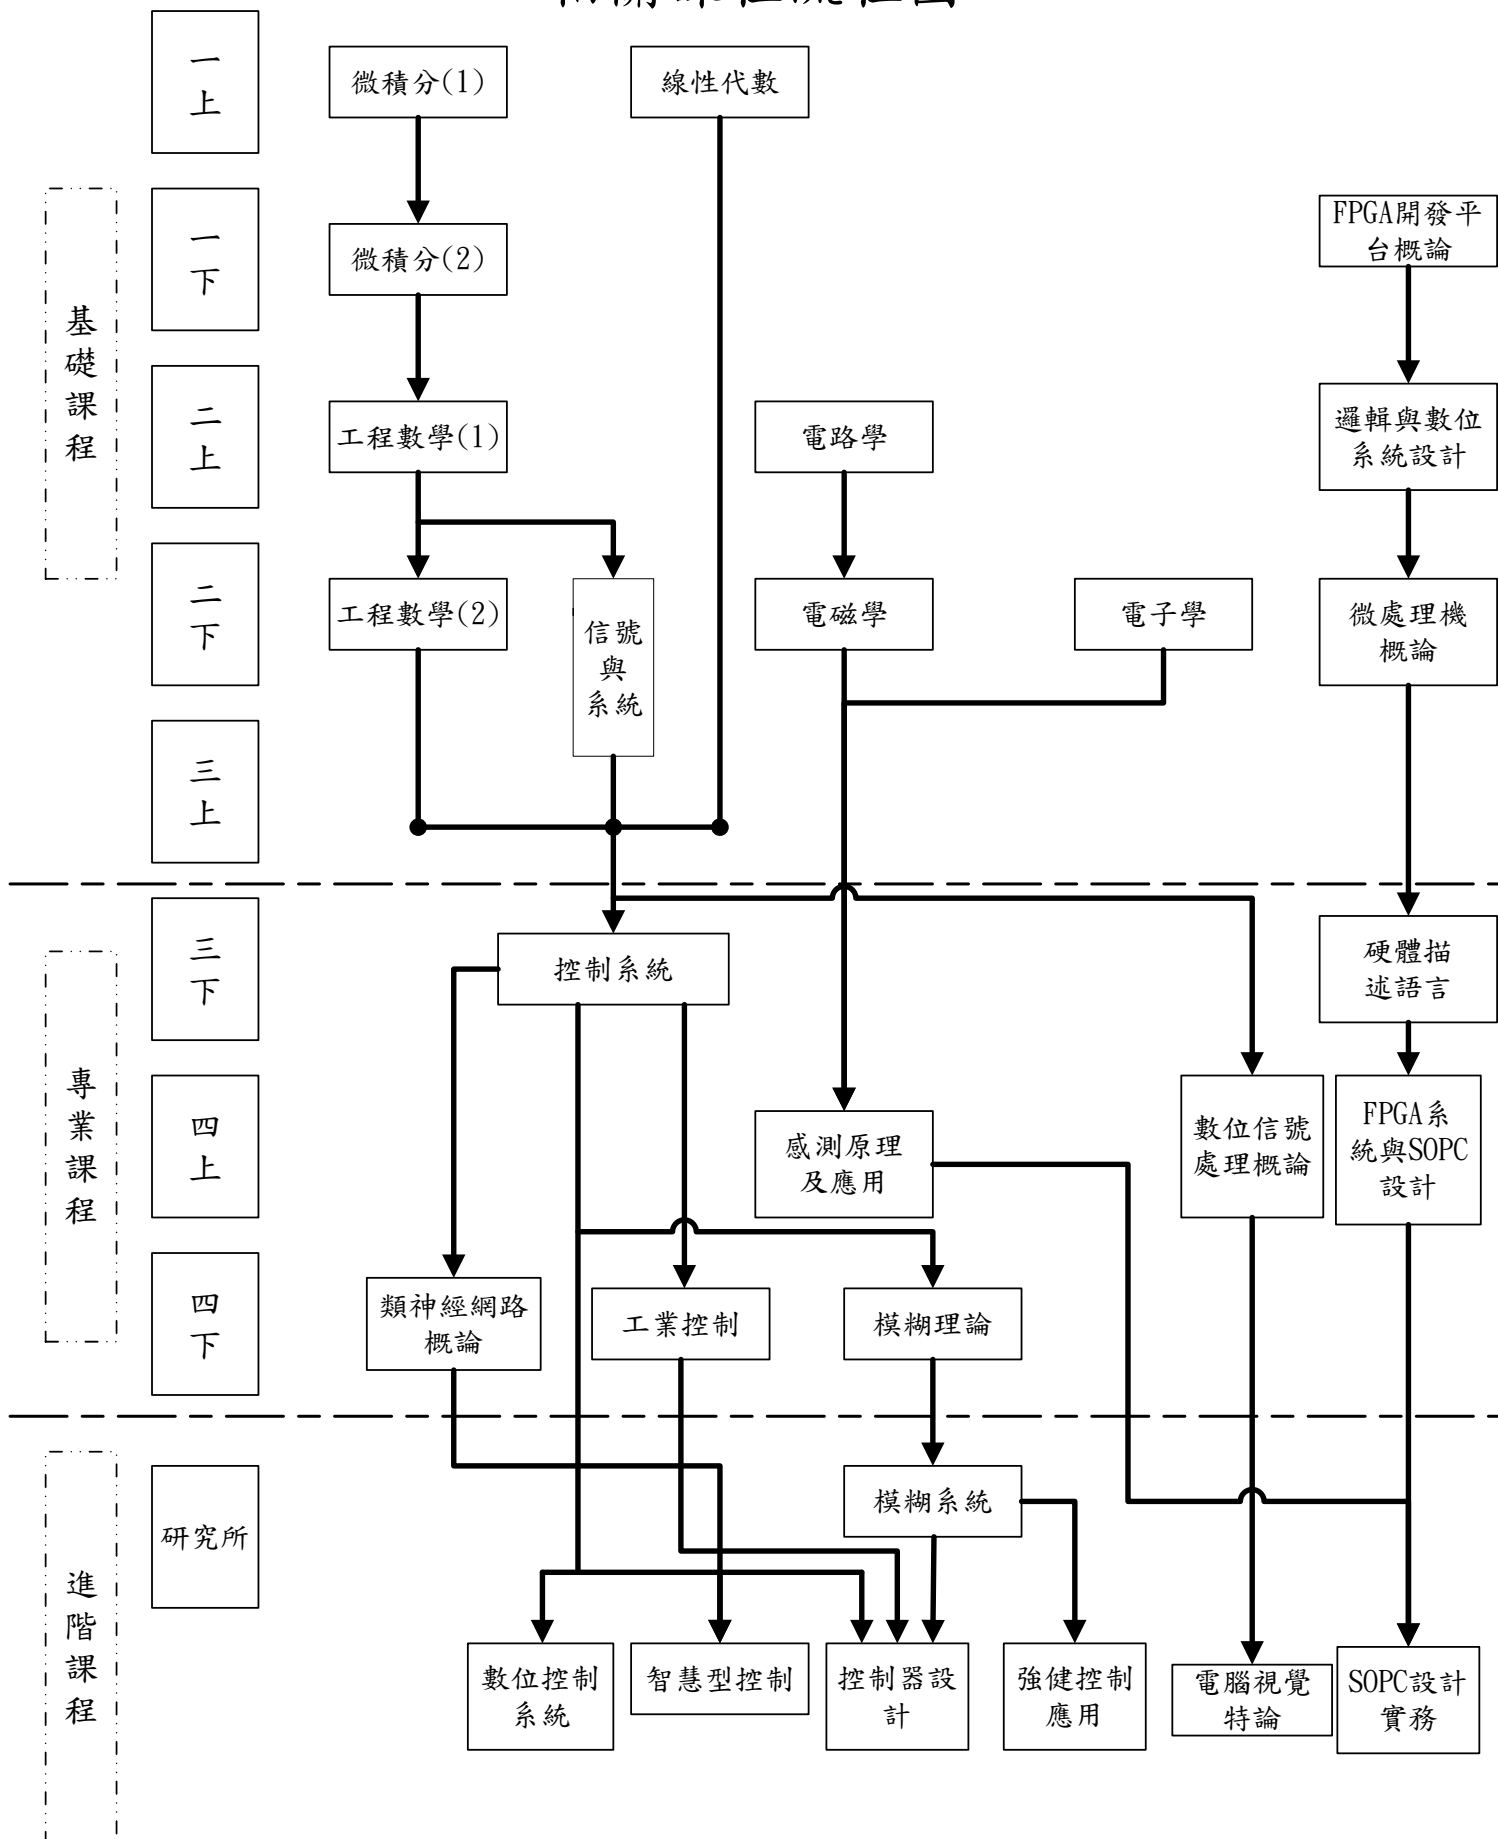 一
上
微積分(1)
線性代數
一
下
微積分(2)
FPGA開發平
台概論
基
礎
課
程
二
上
工程數學(1)
電路學
邏輯與數位
系統設計
二
下
工程數學(2)
信號
與
系統
電磁學
電子學
微處理機
概論
三
上
三
下
控制系統
硬體描
述語言
專
業
課
程
四
上
感測原理
及應用
數位信號
處理概論
FPGA系
統與SOPC
設計
四
下
類神經網路
概論
工業控制
模糊理論
研究所
模糊系統
進
階
課
程
數位控制
系統
智慧型控制
控制器設
計
強健控制
應用
電腦視覺
特論
SOPC設計
實務